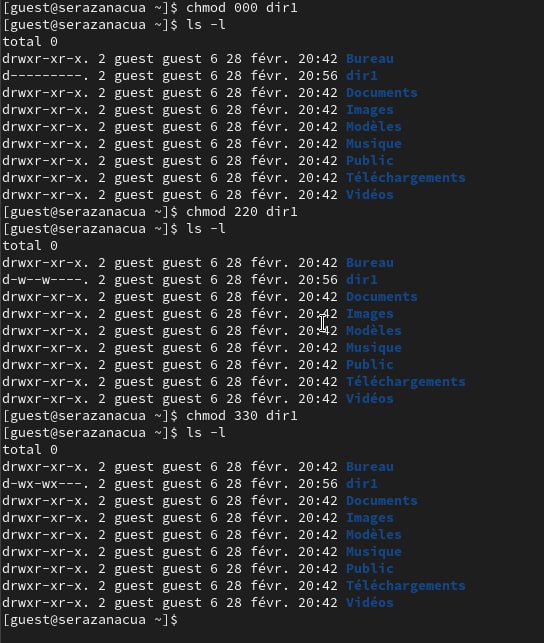 [guest@serazanacua ~]$ chmod 000 dir1
[guest@serazanacua ~]$ ls -l
total 0
drwxr-xr-x. 2 guest guest 6 28 févr. 20:42 Bureau
d---------. 2 guest guest 6 28 févr. 20:56 dir1
drwxr-xr-x. 2 guest guest 6 28 févr. 20:42 Documents
drwxr-xr-x. 2 guest guest 6 28 févr. 20:42 Images
drwxr-xr-x. 2 guest guest 6 28 févr. 20:42 Modèles
drwxr-xr-x. 2 guest guest 6 28 févr. 20:42 Musique
drwxr-xr-x. 2 guest guest 6 28 févr. 20:42 Public
drwxr-xr-x. 2 guest guest 6 28 févr. 20:42 Téléchargements
drwxr-xr-x. 2 guest guest 6 28 févr. 20:42 Vidéos
[guest@serazanacua ~]$ chmod 220 dir1
[guest@serazanacua ~]$ ls -l
total 0
drwxr-xr-x. 2 guest guest 6 28 févr. 20:42 Bureau
d-w--w----. 2 guest guest 6 28 févr. 20:56 dir1
drwxr-xr-x. 2 guest guest 6 28 févr. 20:42 Documents
drwxr-xr-x. 2 guest guest 6 28 févr. 20:42 Images
drwxr-xr-x. 2 guest guest 6 28 févr. 20:42 Modèles
drwxr-xr-x. 2 guest guest 6 28 févr. 20:42 Musique
drwxr-xr-x. 2 guest guest 6 28 févr. 20:42 Public
drwxr-xr-x. 2 guest guest 6 28 févr. 20:42 Téléchargements
drwxr-xr-x. 2 guest guest 6 28 févr. 20:42 Vidéos
[guest@serazanacua ~]$ chmod 330 dir1
[guest@serazanacua ~]$ ls -l
total 0
drwxr-xr-x. 2 guest guest 6 28 févr. 20:42 Bureau
d-wx-wx---. 2 guest guest 6 28 févr. 20:56 dir1
drwxr-xr-x. 2 guest guest 6 28 févr. 20:42 Documents
drwxr-xr-x. 2 guest guest 6 28 févr. 20:42 Images
drwxr-xr-x. 2 guest guest 6 28 févr. 20:42 Modèles
drwxr-xr-x. 2 guest guest 6 28 févr. 20:42 Musique
drwxr-xr-x. 2 guest guest 6 28 févr. 20:42 Public
drwxr-xr-x. 2 guest guest 6 28 févr. 20:42 Téléchargements
drwxr-xr-x. 2 guest guest 6 28 févr. 20:42 Vidéos
[guest@serazanacua ~]$